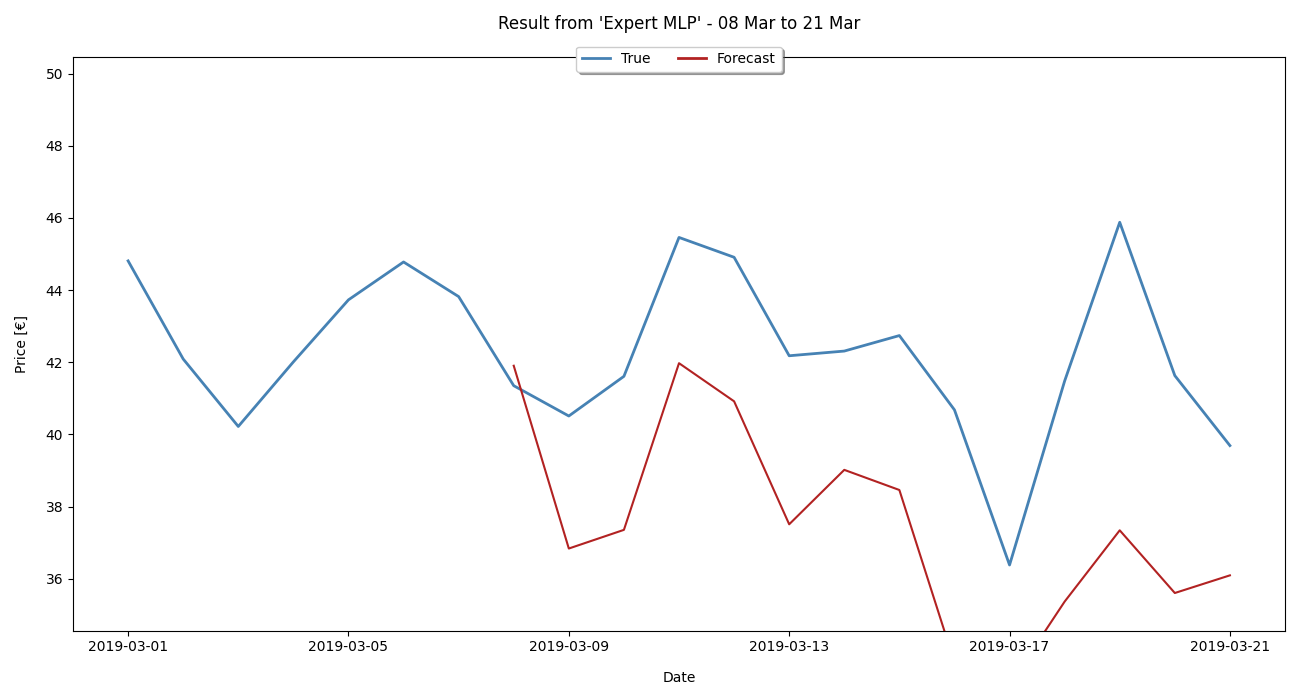 Result from 'Expert MLP' - 08 Mar to 21 Mar
True Forecast
50
48
46
44
42
40
38
36
Price [€]
2019-03-01 2019-03-05 2019-03-09 2019-03-13 2019-03-17 2019-03-21
Date